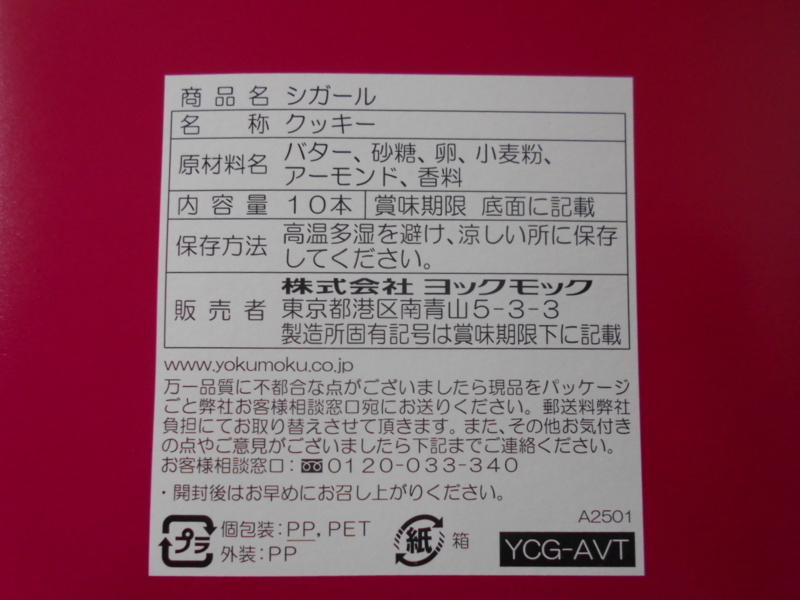 商品名 シガール
名称 クッキー
原材料名 バター、砂糖、卵、小麦粉、
アーモンド、香料
内容量 10本 賞味期限 底面に記載
保存方法 高温多湿を避け、涼しい所に保存
してください。
販売者 株式会社 ヨックモック
東京都港区南青山5-3-3
製造所固有記号は賞味期限下に記載
www.yokumoku.co.jp
万一品質に不都合な点がございましたら現品をパッケージ
ごと弊社お客様相談窓口宛にお送りください。郵送料弊社
負担にてお取り替えさせて頂きます。また、その他お気付き
の点やご意見がございましたら下記までご連絡ください。
お客様相談窓口:0120-033-340
・開封後はお早めにお召し上がりください。
A2501
プラ 個包装:PP, PET
外装:PP
紙 箱
YCG-AVT